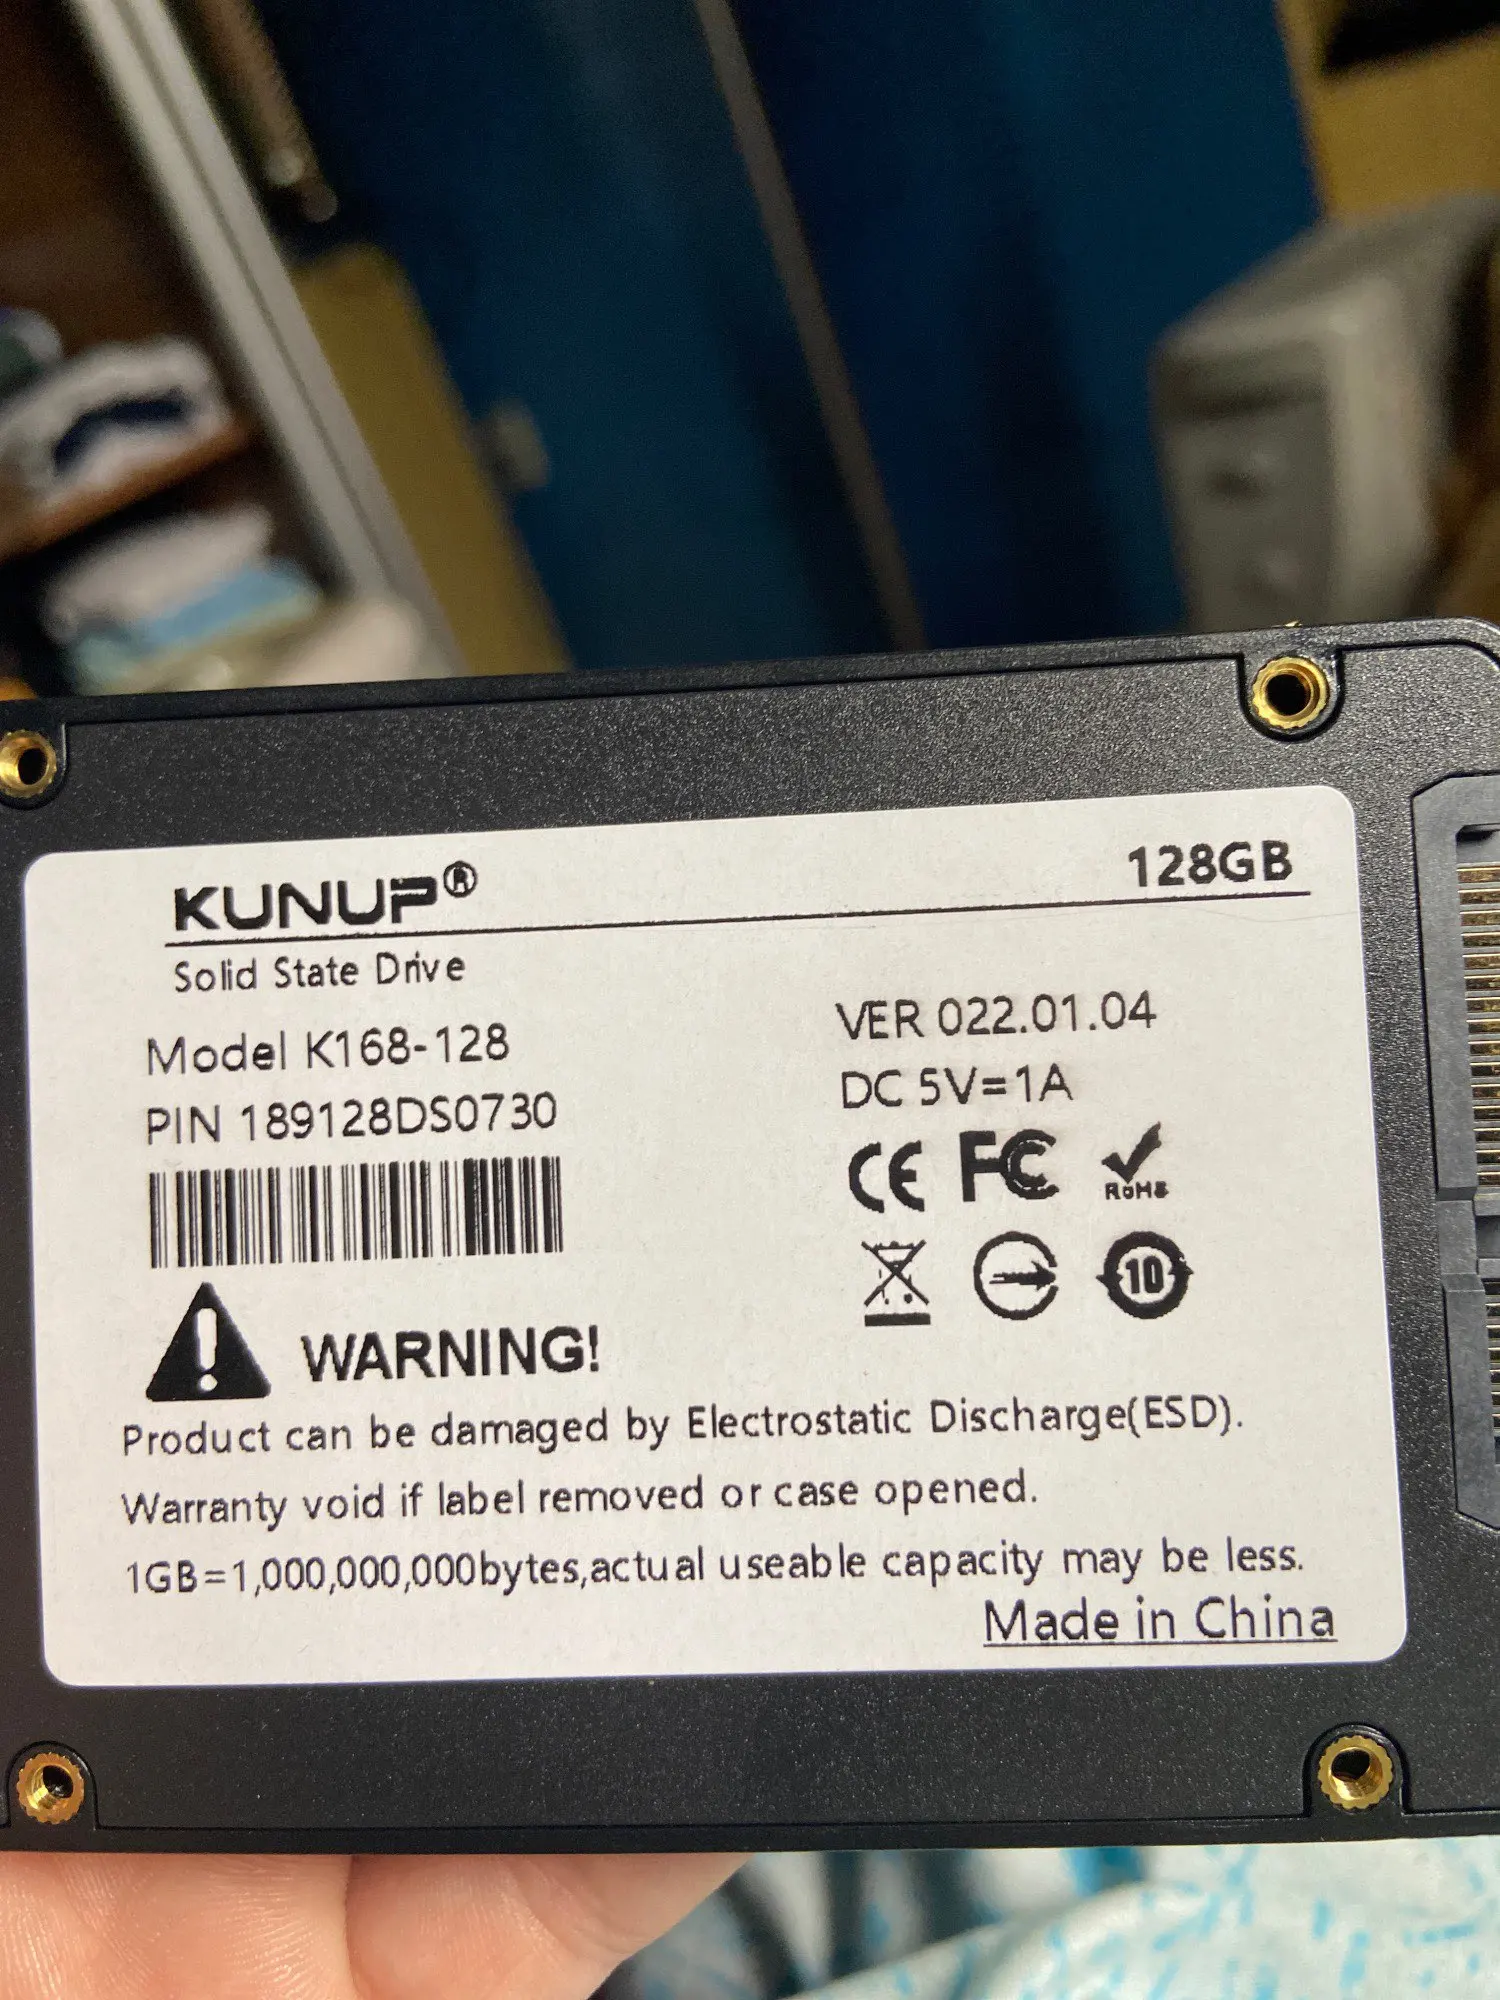 KUNUP®
128GB
Solid State Drive
Model K168-128
PIN 189128DS0730
VER 022.01.04
DC 5V=1A
CE FC RoHS
10
WARNING!
Product can be damaged by Electrostatic Discharge(ESD).
Warranty void if label removed or case opened.
1GB=1,000,000,000bytes,actual useable capacity may be less.
Made in China